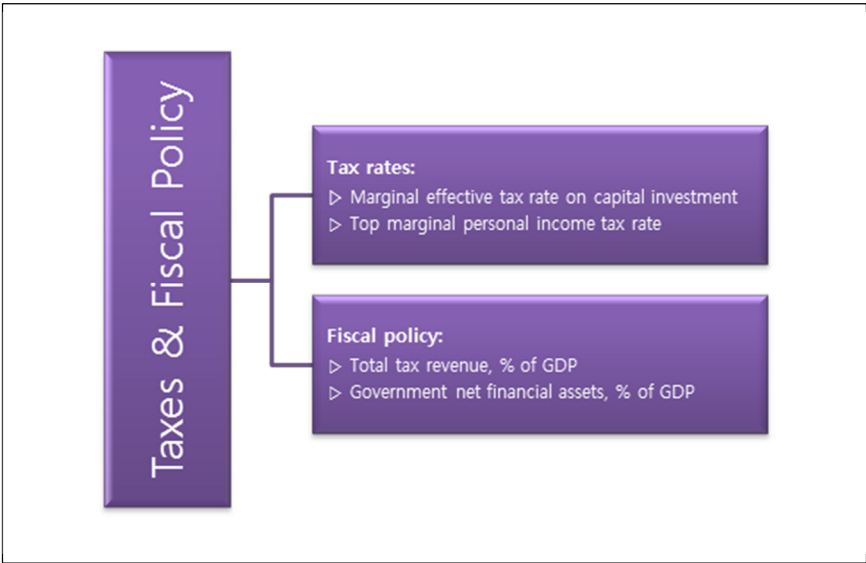 Taxes & Fiscal Policy
Tax rates:
▷ Marginal effective tax rate on capital investment
▷ Top marginal personal income tax rate
Fiscal policy:
▷ Total tax revenue, % of GDP
▷ Government net financial assets, % of GDP